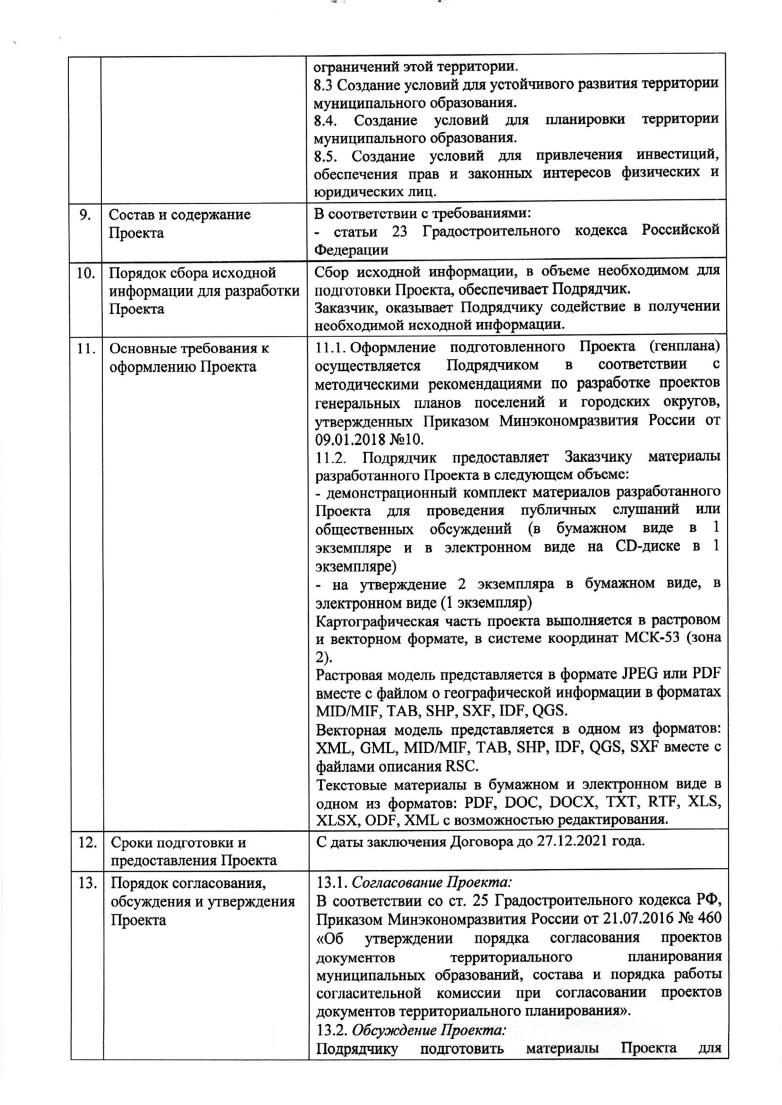 ограничений этой территории.
8.3 Создание условий для устойчивого развития территории
муниципального образования.
8.4. Создание условий для планировки территории
муниципального образования.
8.5. Создание условий для привлечения инвестиций,
обеспечения прав и законных интересов физических и
юридических лиц.
9. Состав и содержание
Проекта
В соответствии с требованиями:
- статьи 23 Градостроительного кодекса Российской
Федерации
10. Порядок сбора исходной
информации для разработки
Проекта
Сбор исходной информации, в объеме необходимом для
подготовки Проекта, обеспечивает Подрядчик.
Заказчик, оказывает Подрядчику содействие в получении
необходимой исходной информации.
11. Основные требования к
оформлению Проекта
11.1. Оформление подготовленного Проекта (генплана)
осуществляется Подрядчиком в соответствии с
методическими рекомендациями по разработке проектов
генеральных планов поселений и городских округов,
утвержденных Приказом Минэкономразвития России от
09.01.2018 №10.
11.2. Подрядчик предоставляет Заказчику материалы
разработанного Проекта в следующем объеме:
- демонстрационный комплект материалов разработанного
Проекта для проведения публичных слушаний или
общественных обсуждений (в бумажном виде в 1
экземпляре и в электронном виде на CD-диске в 1
экземпляре)
- на утверждение 2 экземпляра в бумажном виде, в
электронном виде (1 экземпляр)
Картографическая часть проекта выполняется в растровом
и векторном формате, в системе координат МСК-53 (зона
2).
Растровая модель представляется в формате JPEG или PDF
вместе с файлом о географической информации в форматах
MID/MIF, TAB, SHP, SXF, IDF, QGS.
Векторная модель представляется в одном из форматов:
XML, GML, MID/MIF, TAB, SHP, IDF, QGS, SXF вместе с
файлами описания RSC.
Текстовые материалы в бумажном и электронном виде в
одном из форматов: PDF, DOC, DOCX, TXT, RTF, XLS,
XLSX, ODF, XML с возможностью редактирования.
12. Сроки подготовки и
предоставления Проекта
С даты заключения Договора до 27.12.2021 года.
13. Порядок согласования,
обсуждения и утверждения
Проекта
13.1. Согласование Проекта:
В соответствии со ст. 25 Градостроительного кодекса РФ,
Приказом Минэкономразвития России от 21.07.2016 № 460
«Об утверждении порядка согласования проектов
документов территориального планирования
муниципальных образований, состава и порядка работы
согласительной комиссии при согласовании проектов
документов территориального планирования».
13.2. Обсуждение Проекта:
Подрядчику подготовить материалы Проекта для